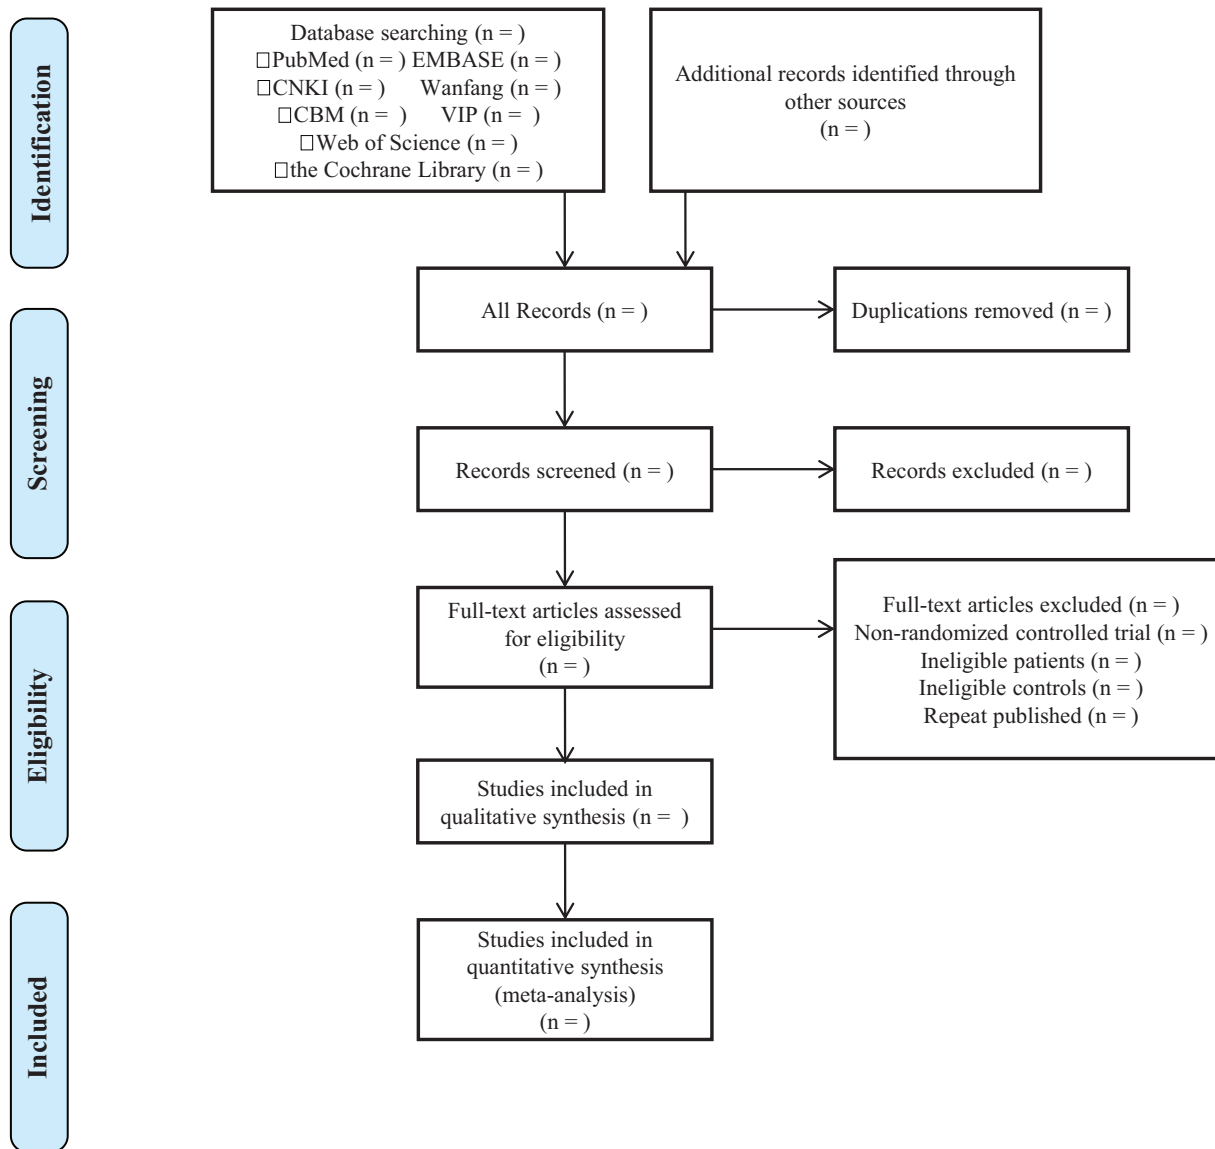 Identification
Database searching (n = )
□PubMed (n = ) EMBASE (n = )
□CNKI (n = ) Wanfang (n = )
□CBM (n = ) VIP (n = )
□Web of Science (n = )
□the Cochrane Library (n = )
Additional records identified through
other sources
(n = )
All Records (n = )
Duplications removed (n = )
Screening
Records screened (n = )
Records excluded (n = )
Eligibility
Full-text articles assessed
for eligibility
(n = )
Full-text articles excluded (n = )
Non-randomized controlled trial (n = )
Ineligible patients (n = )
Ineligible controls (n = )
Repeat published (n = )
Studies included in
qualitative synthesis (n = )
Included
Studies included in
quantitative synthesis
(meta-analysis)
(n = )